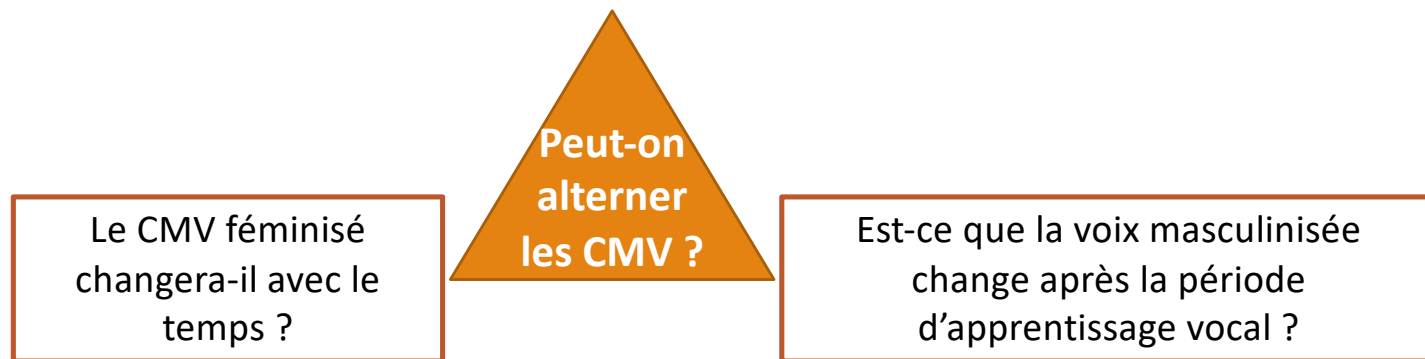 Peut-on
alterner
les CMV ?
Le CMV féminisé
changera-il avec le
temps ?
Est-ce que la voix masculinisée
change après la période
d’apprentissage vocal ?